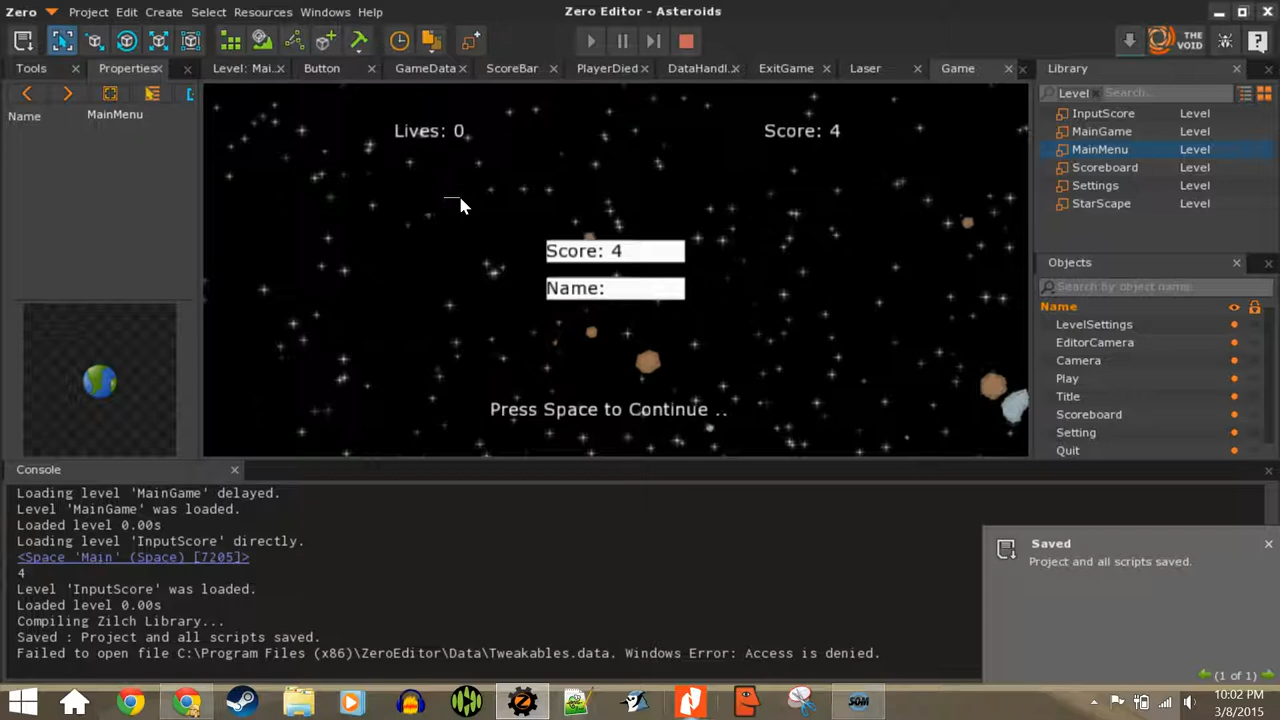 Zero Project Edit Create Select Resources Windows Help Zero Editor - Asteroids
THE VOID
Tools Properties Level: Mai.. Button GameData ScoreBar PlayerDied DataHandl.. ExitGame Laser Game Library
Level Search...
Name MainMenu
InputScore Level
MainGame Level
MainMenu Level
Scoreboard Level
Settings Level
StarScape Level
Lives: 0 Score: 4
Score: 4
Name:
Press Space to Continue ..
Objects
Search by object name.
Name
LevelSettings
EditorCamera
Camera
Play
Title
Scoreboard
Setting
Quit
Console
Loading level 'MainGame' delayed.
Level 'MainGame' was loaded.
Loaded level 0.00s
Loading level 'InputScore' directly.
<Space 'Main' (Space) [7205]>
4
Level 'InputScore' was loaded.
Loaded level 0.00s
Compiling Zilch Library...
Saved : Project and all scripts saved.
Failed to open file C:\Program Files (x86)\ZeroEditor\Data\Tweakables.data. Windows Error: Access is denied.
Saved
Project and all scripts saved.
(1 of 1)
SOM
10:02 PM
3/8/2015